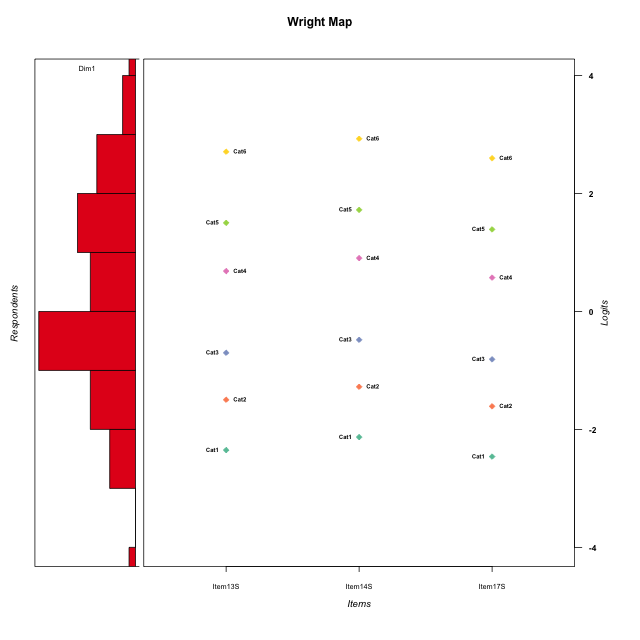 Wright Map
Dim1
4
Cat6
Cat6
Cat6
2
Cat5
Cat5
Cat5
Cat4
Cat4
Cat4
Respondents
0
Logits
Cat3
Cat3
Cat3
Cat2
Cat2
Cat2
-2
Cat1
Cat1
Cat1
-4
Item13S
Item14S
Item17S
Items